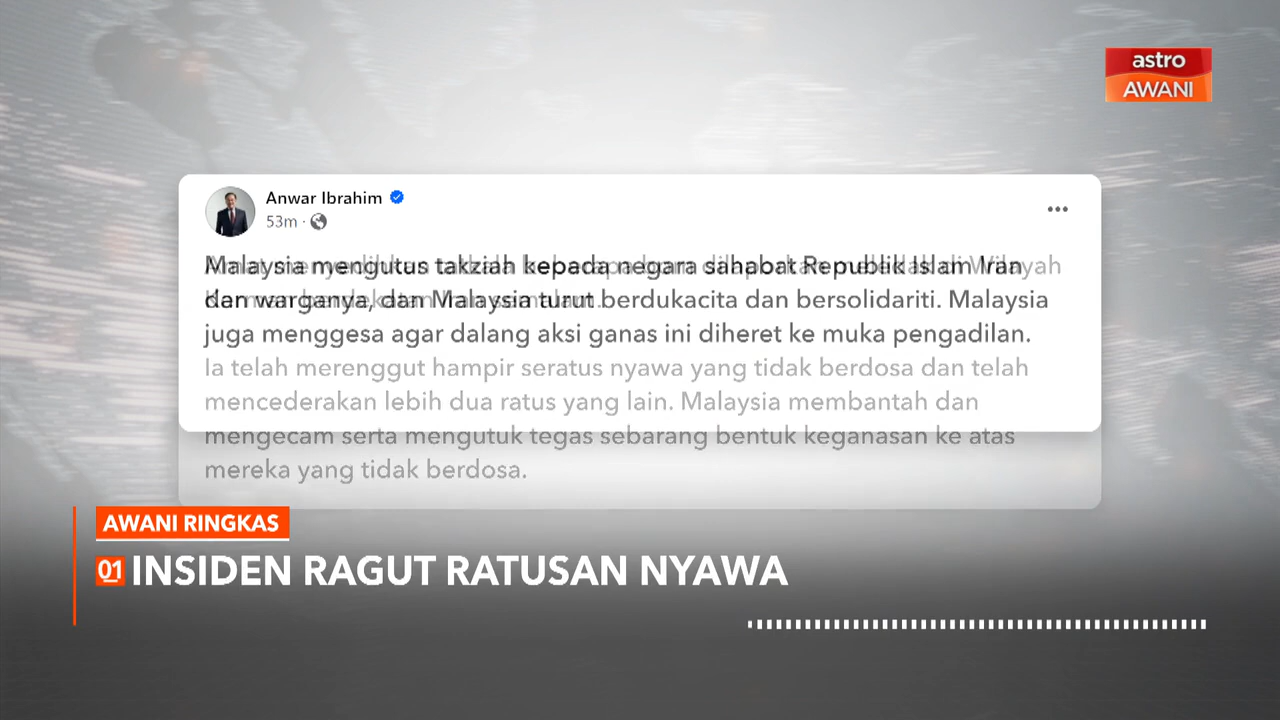 astro
AWANI
Anwar Ibrahim
53m ·
Malaysia mengutus takziah kepada negara sahabat Republik Islam Iran
dan warganya, dan Malaysia turut berdukacita dan bersolidariti. Malaysia
juga menggesa agar dalang aksi ganas ini diheret ke muka pengadilan.
Ia telah merenggut hampir seratus nyawa yang tidak berdosa dan telah
mencederakan lebih dua ratus yang lain. Malaysia membantah dan
mengecam serta mengutuk tegas sebarang bentuk keganasan ke atas
mereka yang tidak berdosa.
AWANI RINGKAS
01 INSIDEN RAGUT RATUSAN NYAWA